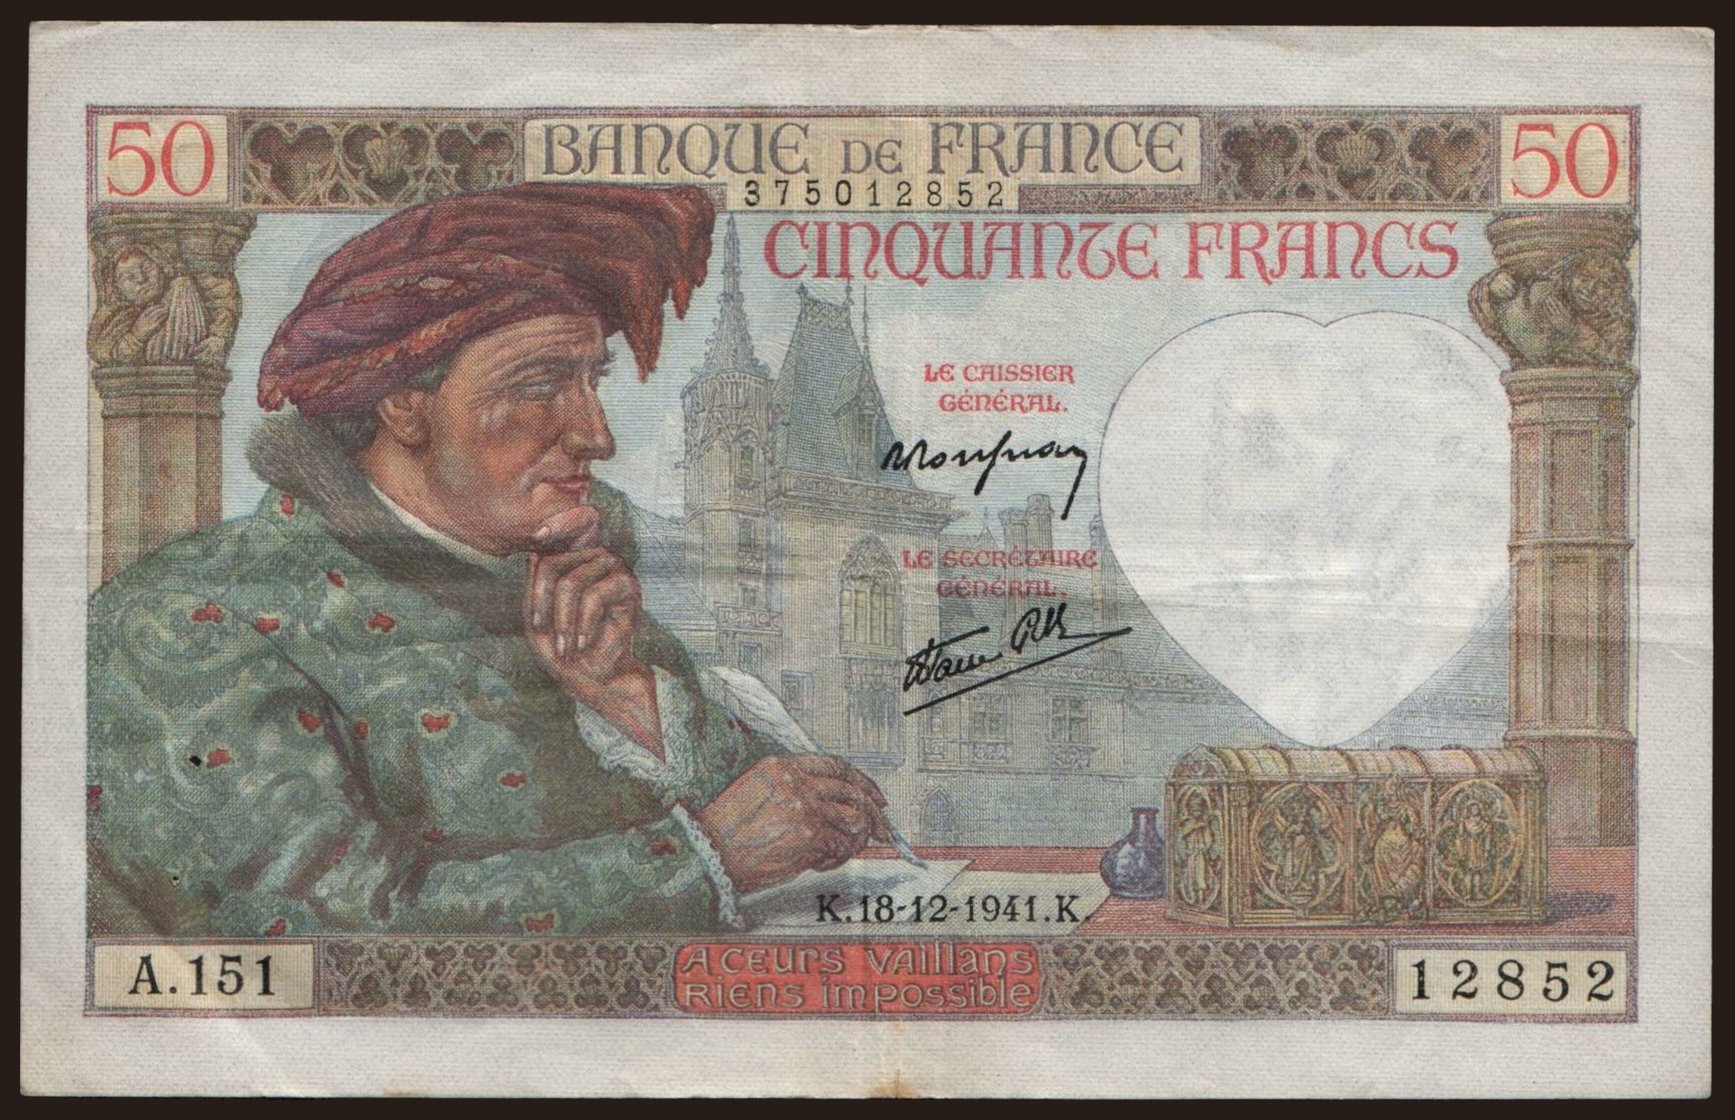 50 BANQUE DE FRANCE 50
375012852
CINQUANTE FRANCS
LE CAISSIER
GÉNÉRAL.
LE SECRÉTAIRE
GÉNÉRAL.
K.18-12-1941.K.
A.151
A CEURS VAILLANS
RIENS IMPOSSIBLE
12852